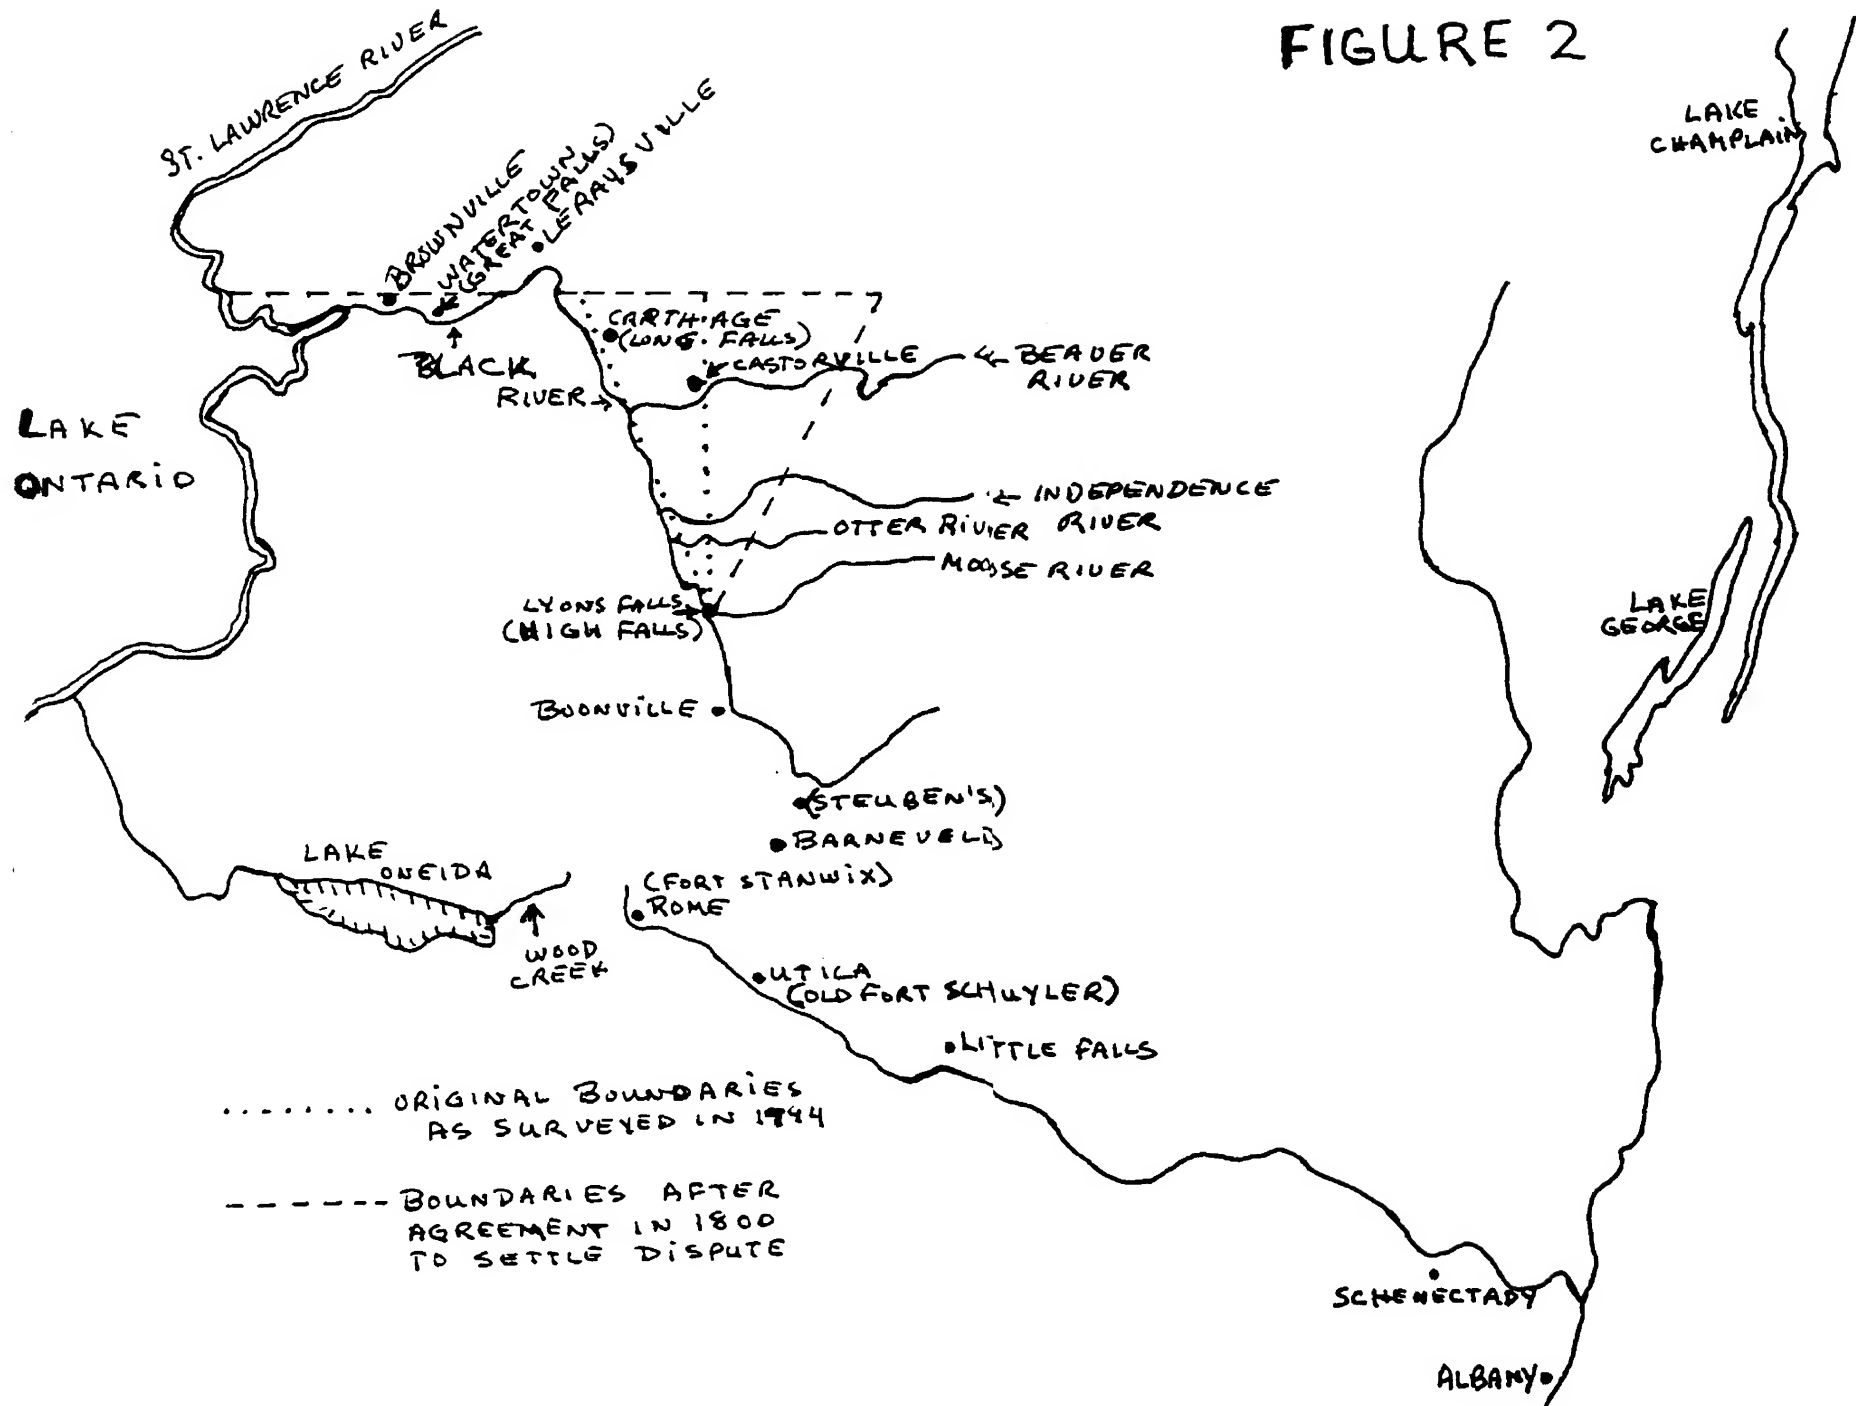 FIGURE 2
ST. LAWRENCE RIVER
LAKE
CHAMPLAIN
BROWNVILLE
WATERTOWN
(GREAT FALLS)
LERAYSVILLE
CARTHAGE
(LONG FALLS)
CASTORVILLE
BLACK
RIVER
BEAVER
RIVER
LAKE
ONTARIO
INDEPENDENCE
RIVER
OTTER RIVER
MOOSE RIVER
LYONS FALLS
(HIGH FALLS)
LAKE
GEORGE
BOONVILLE
(STEUBEN'S)
BARNEVELD
LAKE
ONEIDA
(FORT STANWIX)
ROME
WOOD
CREEK
UTICA
(OLD FORT SCHUYLER)
LITTLE FALLS
ORIGINAL BOUNDARIES
AS SURVEYED IN 1794
BOUNDARIES AFTER
AGREEMENT IN 1800
TO SETTLE DISPUTE
SCHENECTADY
ALBANY